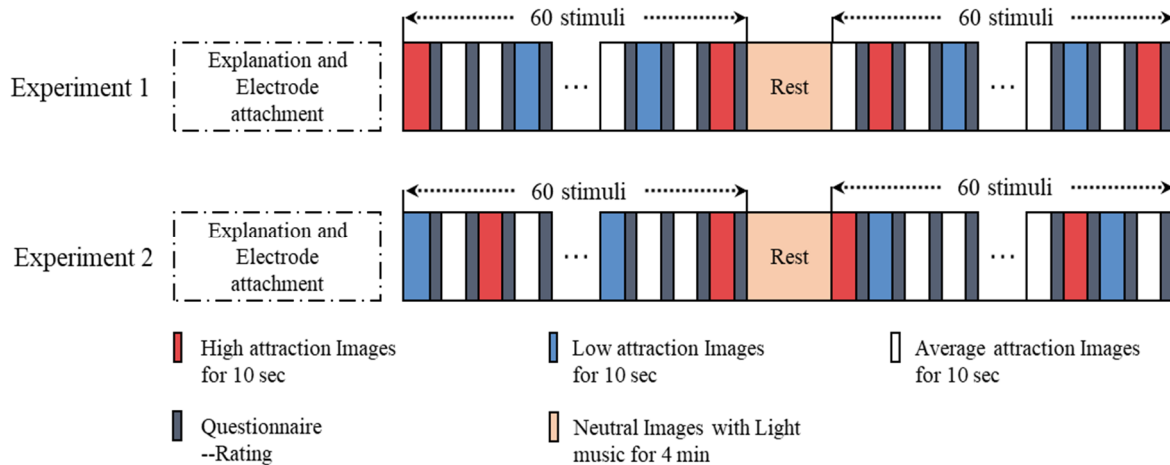 60 stimuli
60 stimuli
Experiment 1
Explanation and
Electrode
attachment
...
Rest
...
60 stimuli
60 stimuli
Experiment 2
Explanation and
Electrode
attachment
...
Rest
...
High attraction Images
for 10 sec
Low attraction Images
for 10 sec
Average attraction Images
for 10 sec
Questionnaire
--Rating
Neutral Images with Light
music for 4 min